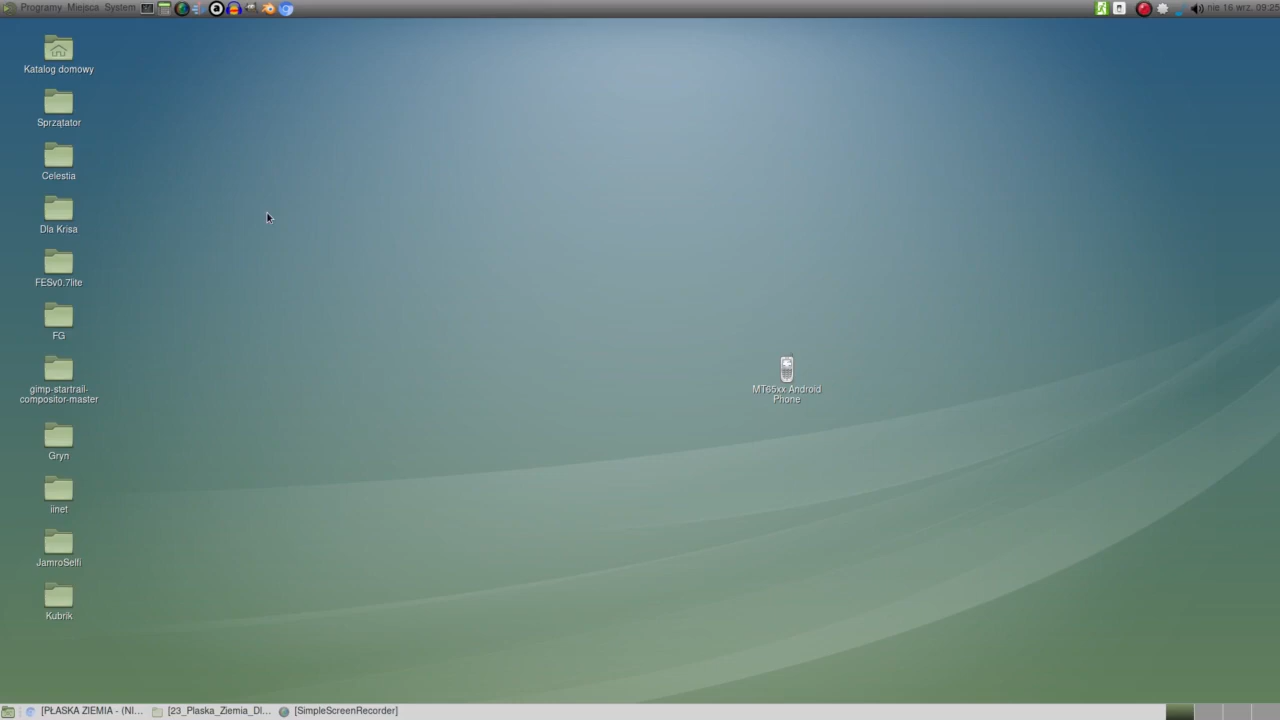 Programy Miejsca System
nie 16 wrz, 09:25
Katalog domowy
Sprzątator
Celestia
Dla Krisa
FESv0.7lite
FG
gimp-startrail-
compositor-master
Gryn
iinet
JamroSelfi
Kubrik
MT65xx Android
Phone
[PŁASKA ZIEMIA - (NI... [23_Plaska_Ziemia_Dl... [SimpleScreenRecorder]